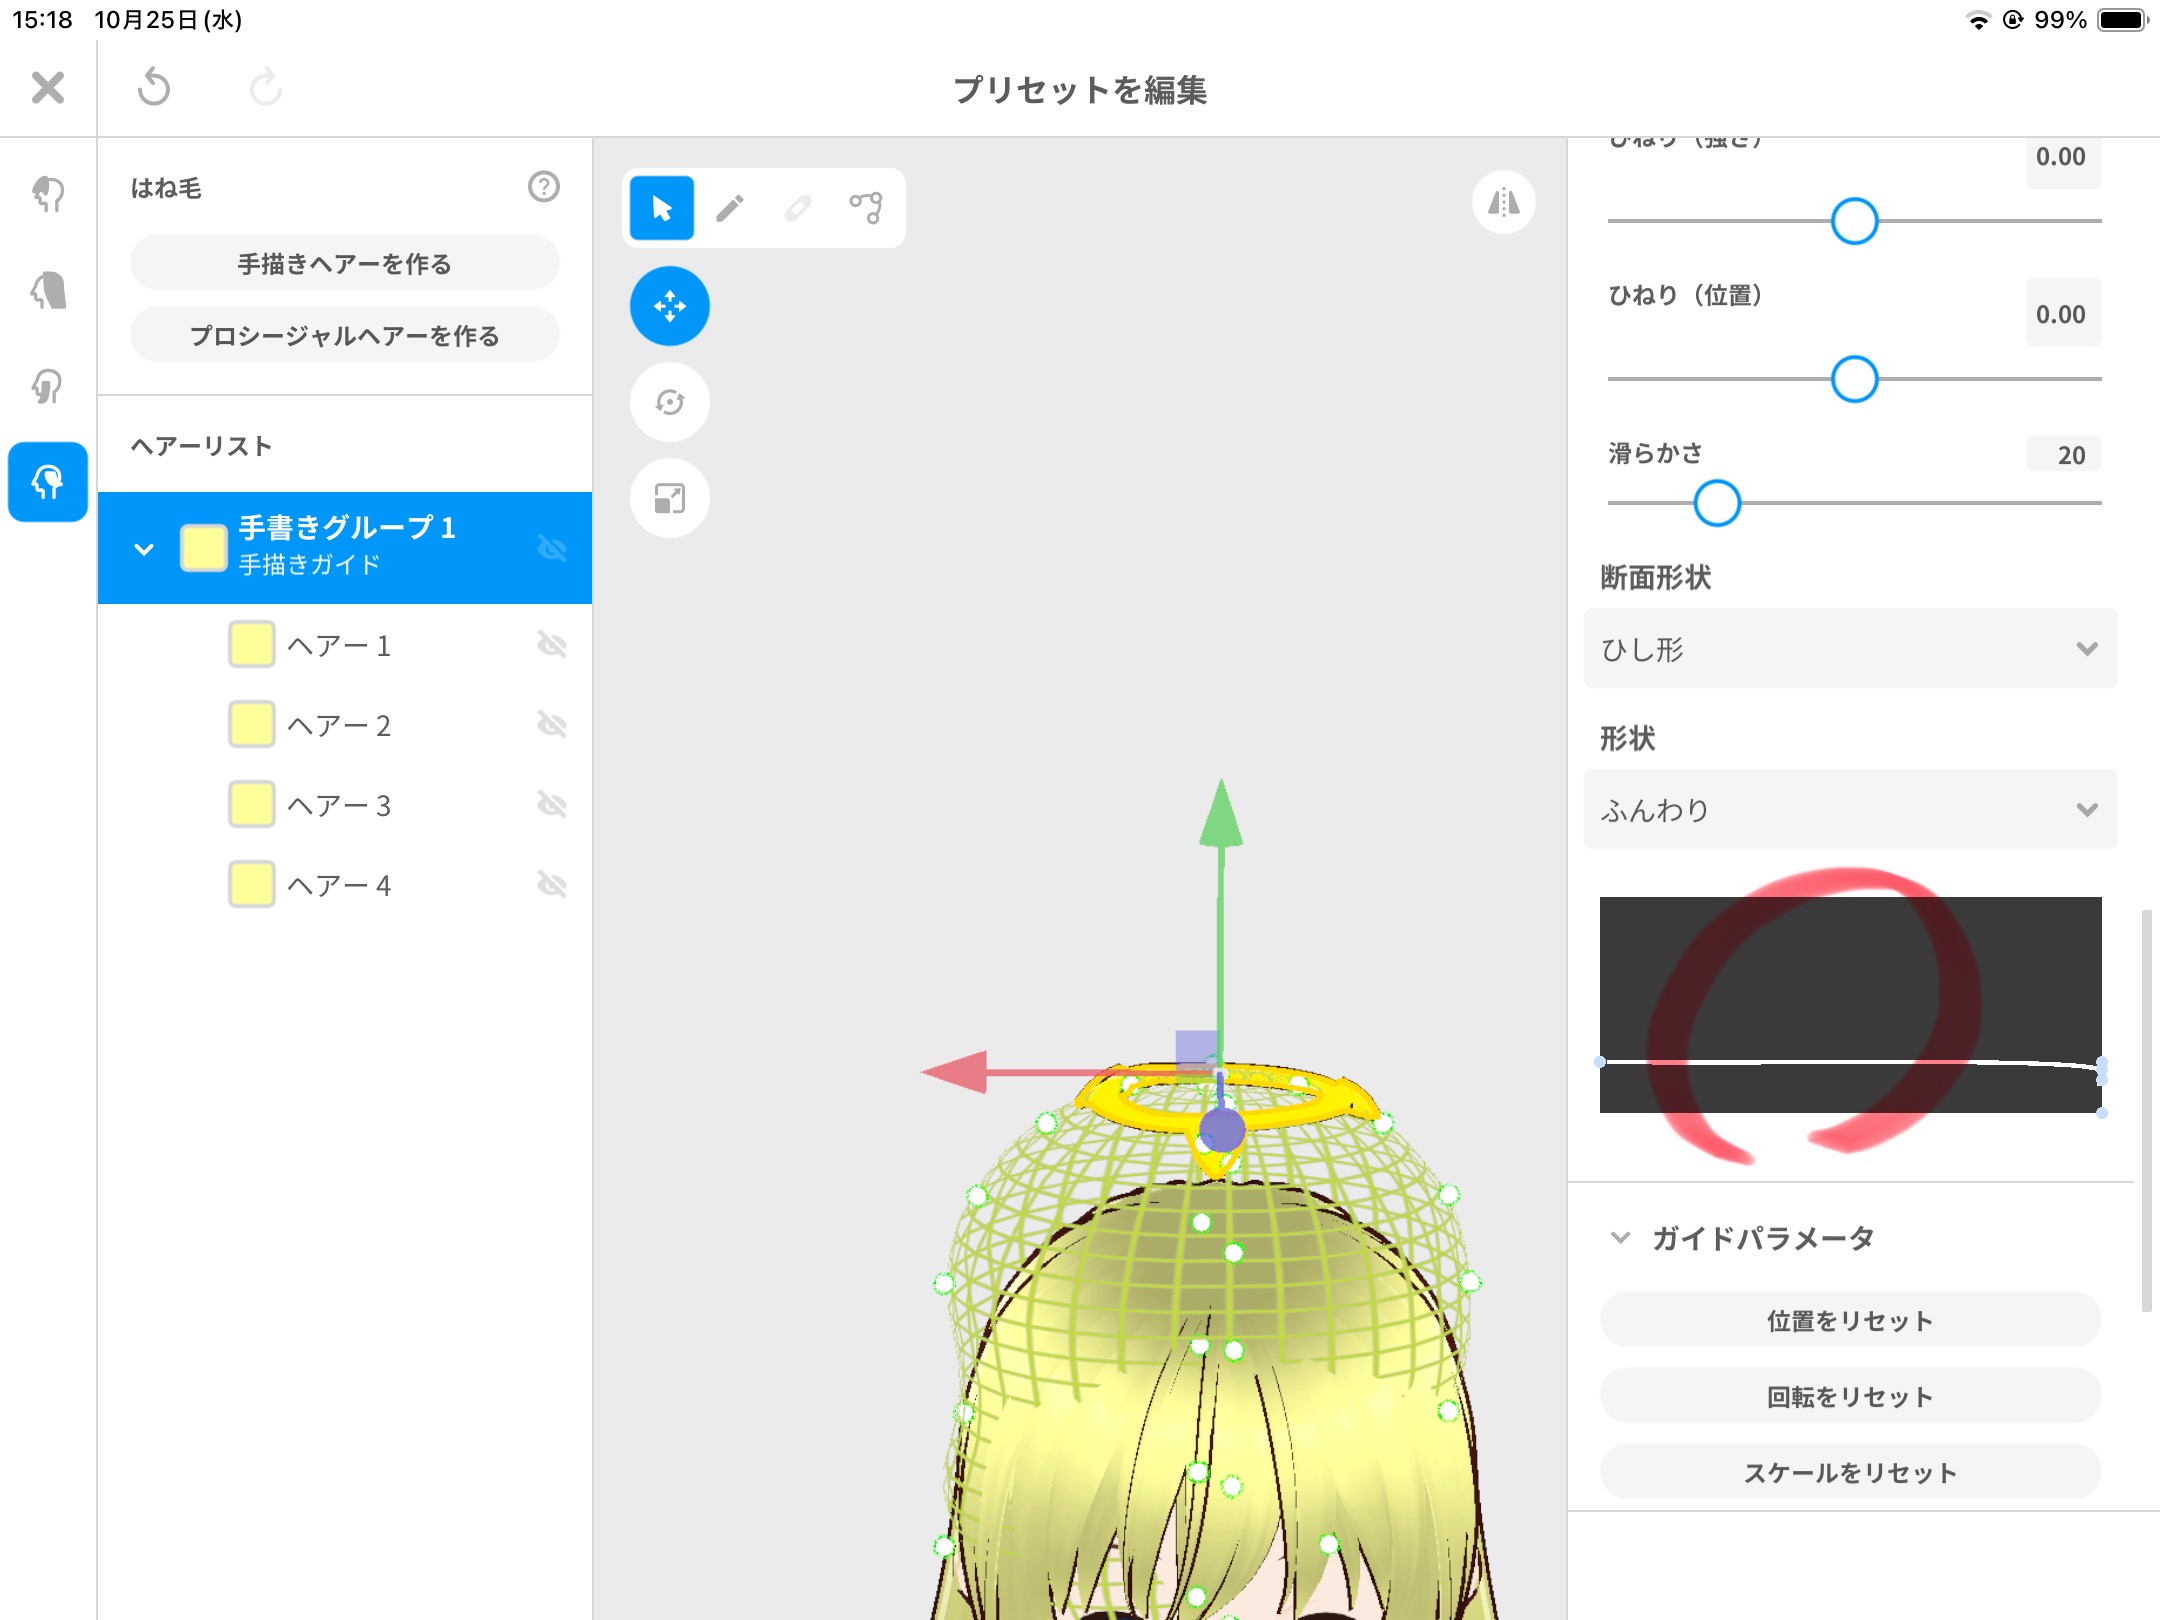 15:18 10月25日(水)
99%
プリセットを編集
はね毛
手描きヘアーを作る
プロシージャルヘアーを作る
ヘアーリスト
手書きグループ 1
手描きガイド
ヘアー 1
ヘアー 2
ヘアー 3
ヘアー 4
ひねり（強さ）
0.00
ひねり（位置）
0.00
滑らかさ
20
断面形状
ひし形
形状
ふんわり
ガイドパラメータ
位置をリセット
回転をリセット
スケールをリセット